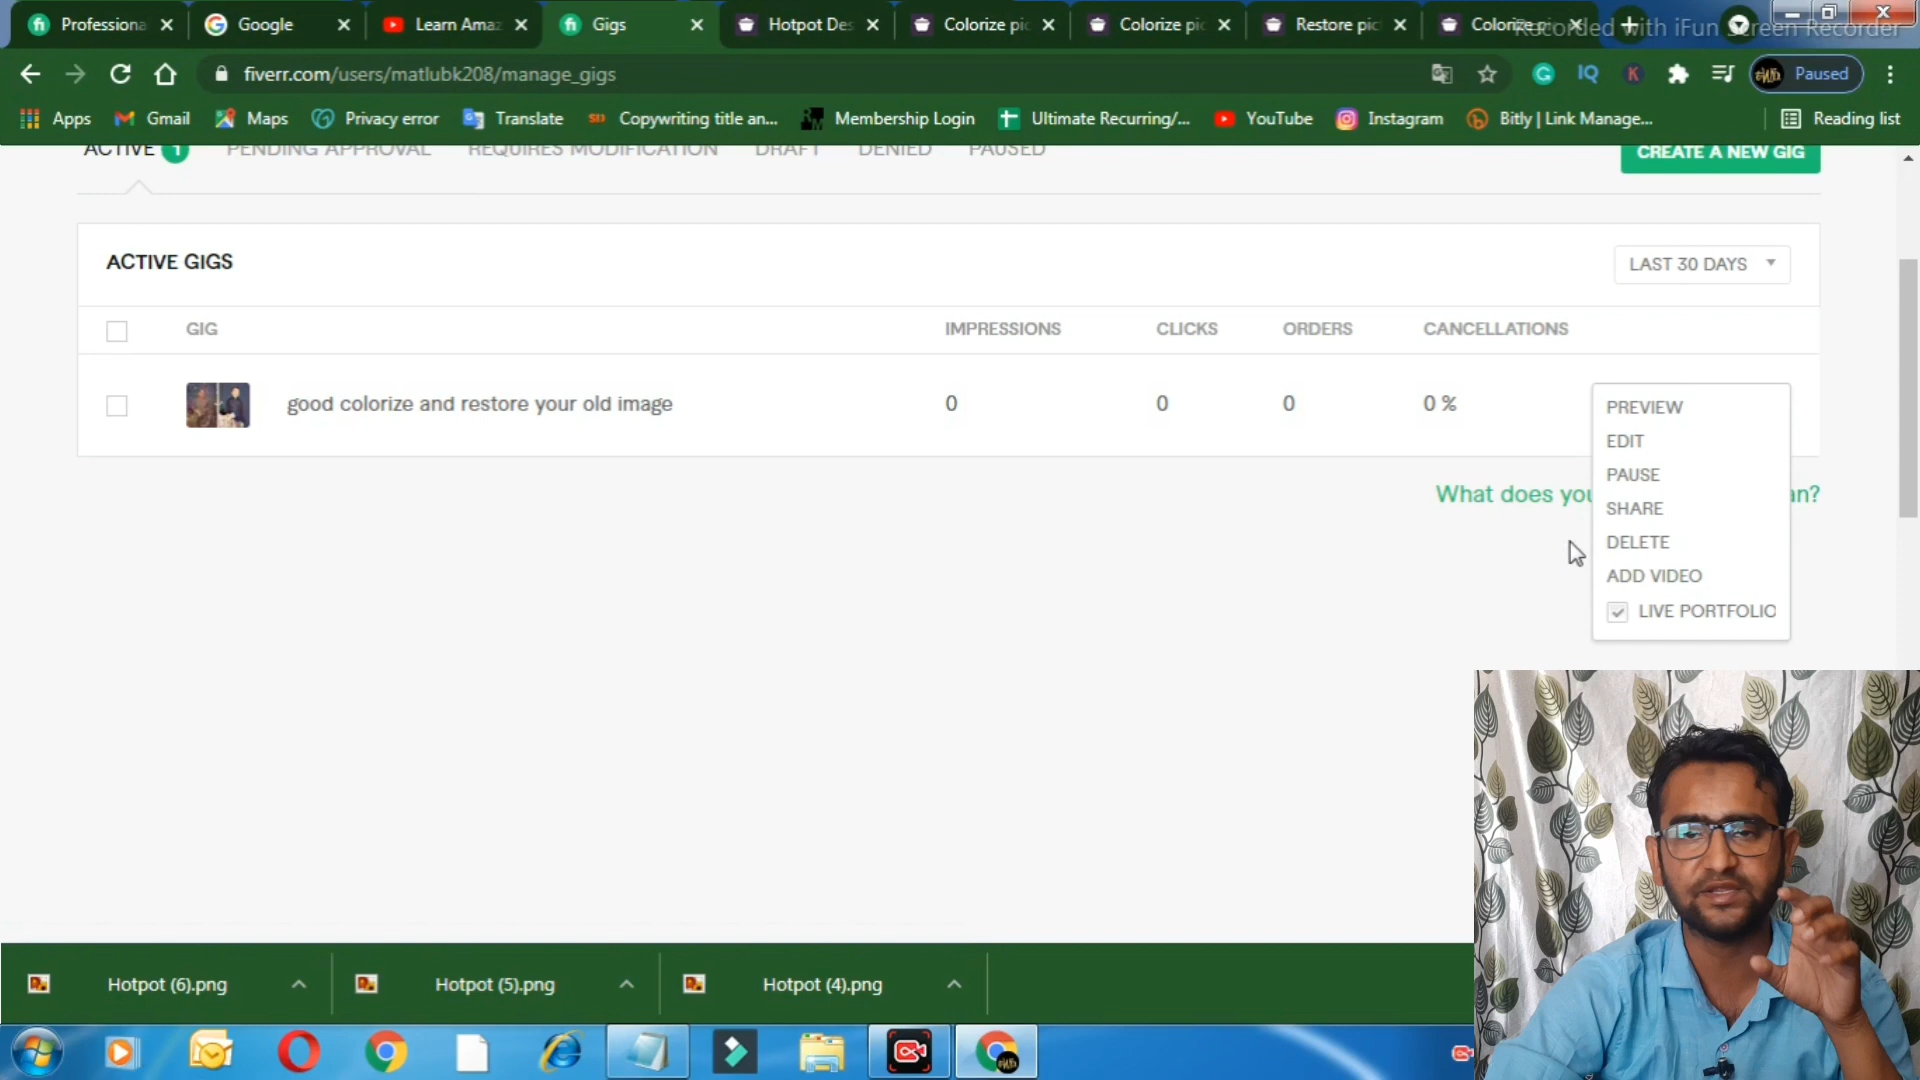 Professiona
Google
Learn Amaz
Gigs
Hotpot Des
Colorize pic
Colorize pic
Restore pic
Colorize pic
Recorded with iFun Screen Recorder
fiverr.com/users/matlubk208/manage_gigs
IQ
K
Paused
Apps
Gmail
Maps
Privacy error
Translate
Copywriting title an...
Membership Login
Ultimate Recurring/...
YouTube
Instagram
Bitly | Link Manage...
Reading list
ACTIVE 1
PENDING APPROVAL
REQUIRES MODIFICATION
DRAFT
DENIED
PAUSED
CREATE A NEW GIG
ACTIVE GIGS
LAST 30 DAYS
GIG
IMPRESSIONS
CLICKS
ORDERS
CANCELLATIONS
good colorize and restore your old image
0
0
0
0 %
PREVIEW
EDIT
PAUSE
SHARE
DELETE
ADD VIDEO
LIVE PORTFOLIO
What does you
an?
Hotpot (6).png
Hotpot (5).png
Hotpot (4).png